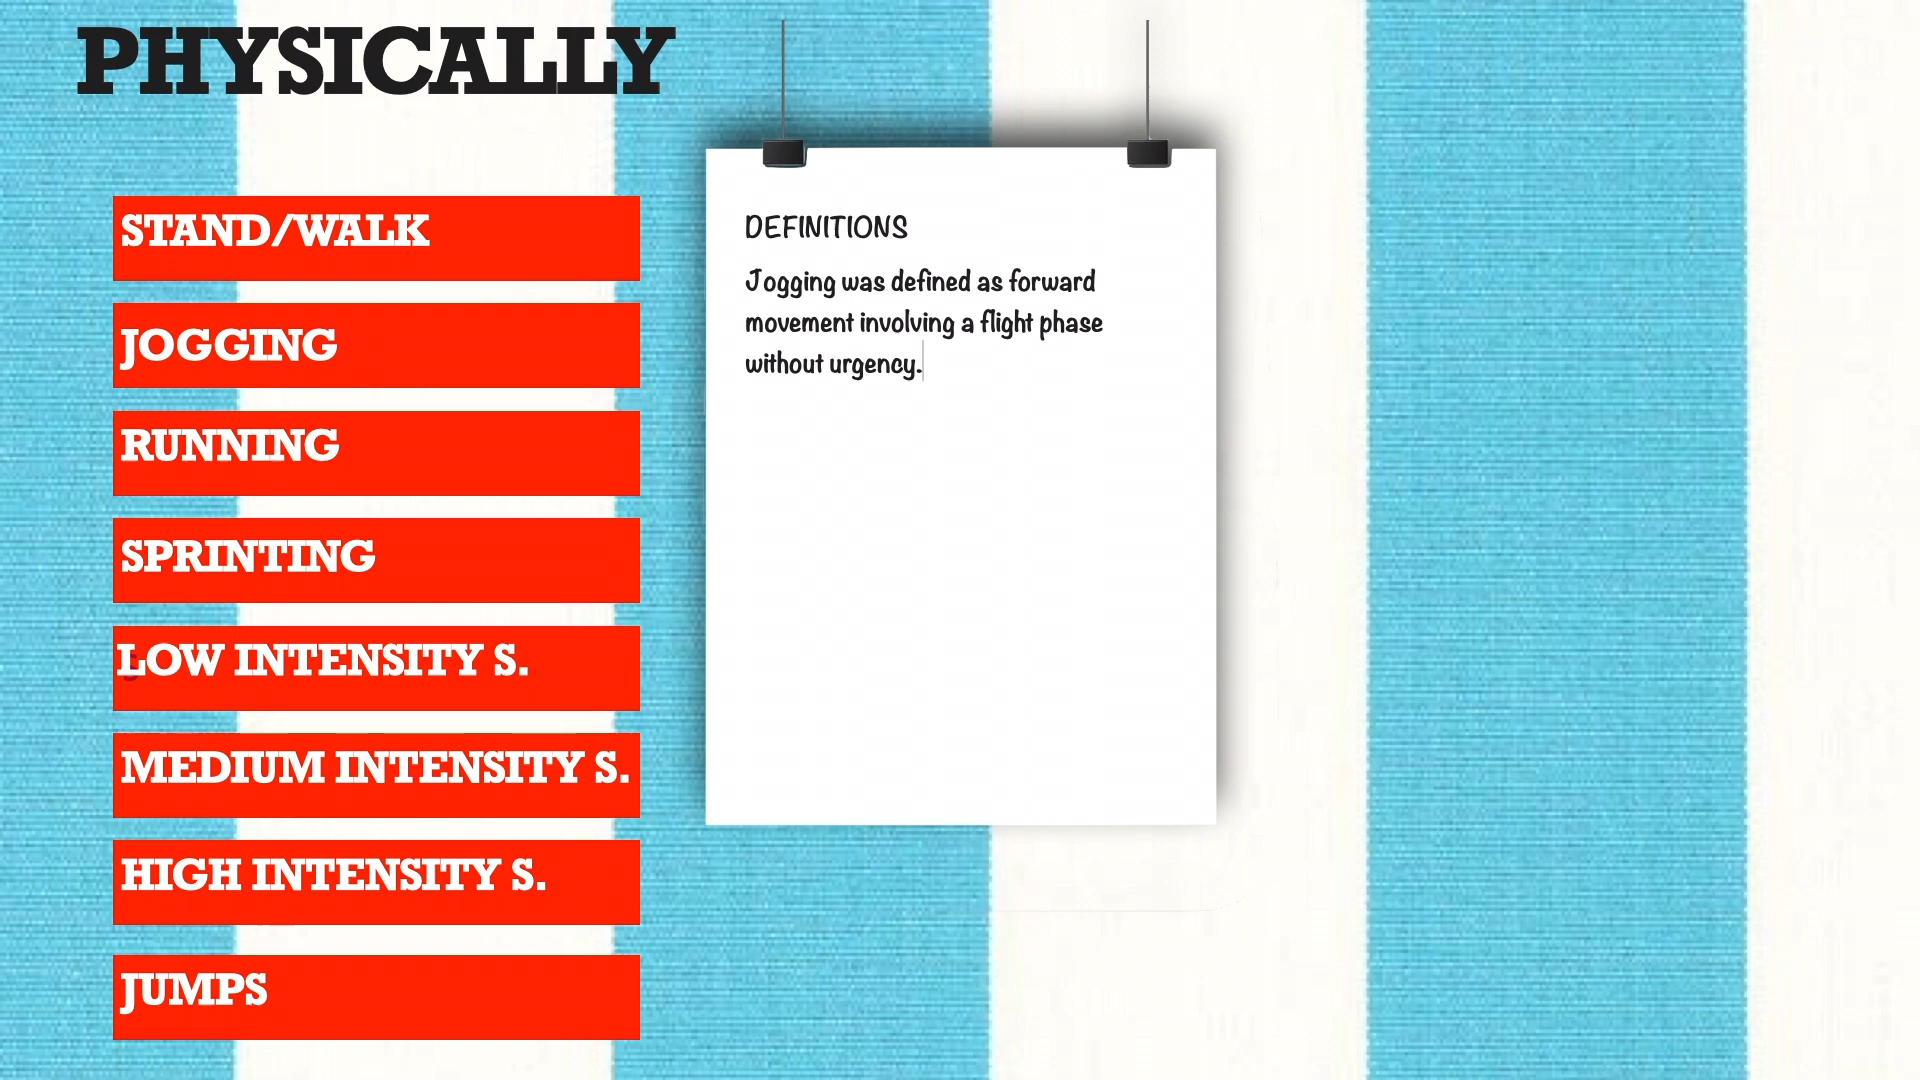 PHYSICALLY
STAND/WALK
JOGGING
RUNNING
SPRINTING
LOW INTENSITY S.
MEDIUM INTENSITY S.
HIGH INTENSITY S.
JUMPS
DEFINITIONS
Jogging was defined as forward
movement involving a flight phase
without urgency.